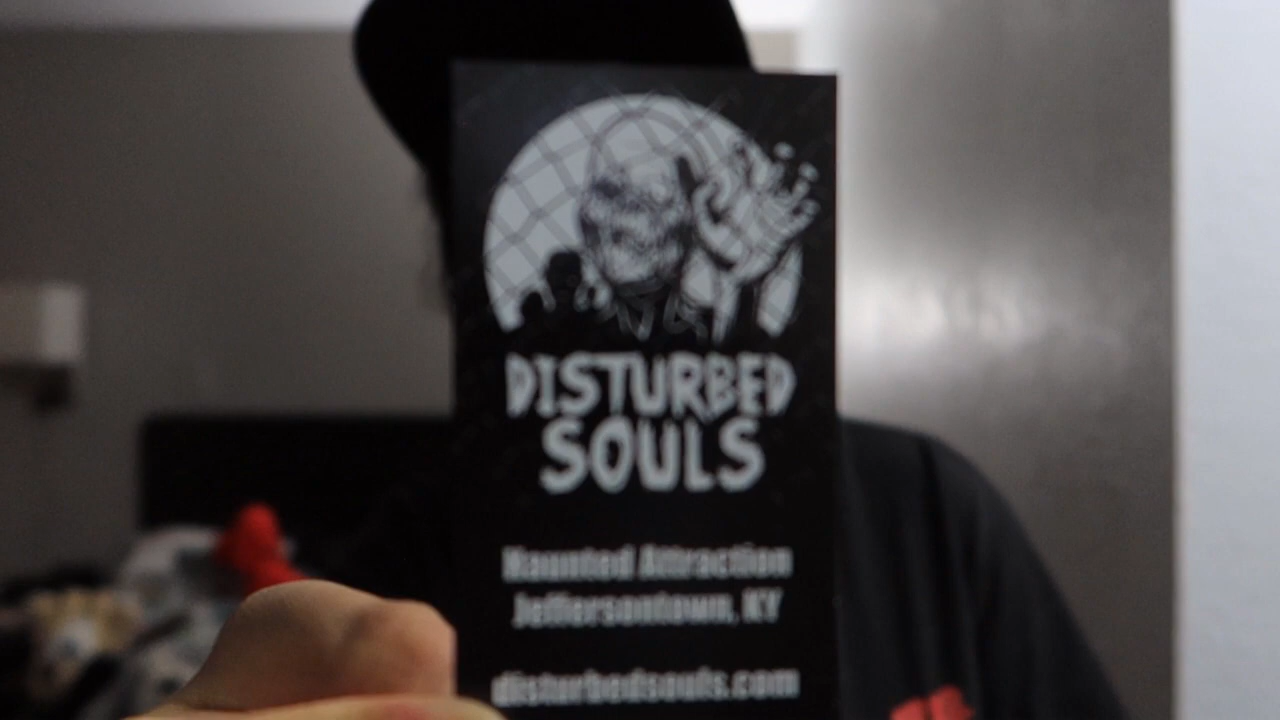 DISTURBED
SOULS
Haunted Attraction
Jeffersontown, KY
disturbedsouls.com